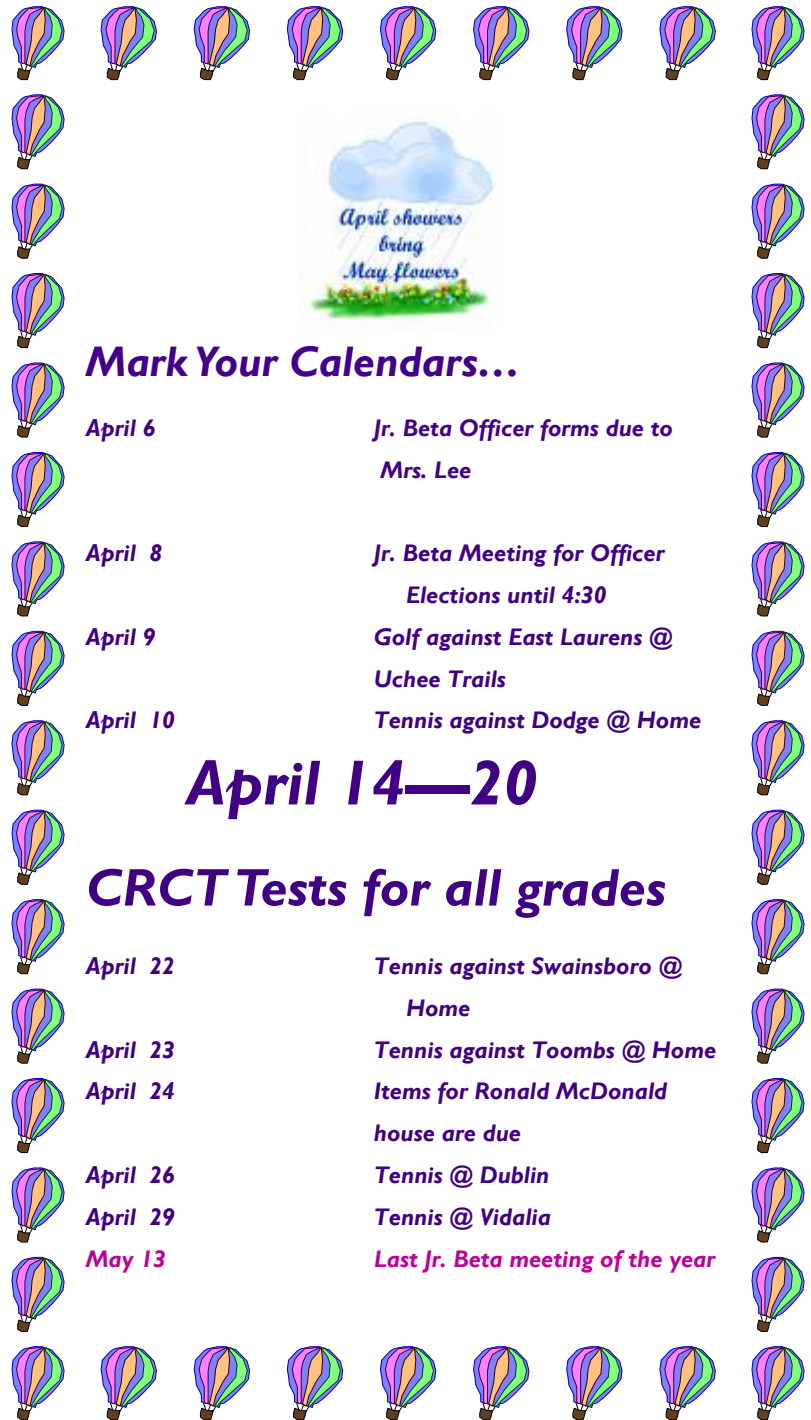 April showers
bring
May flowers
Mark Your Calendars…
April 6 Jr. Beta Officer forms due to
Mrs. Lee
April 8 Jr. Beta Meeting for Officer
Elections until 4:30
April 9 Golf against East Laurens @
Uchee Trails
April 10 Tennis against Dodge @ Home
April 14—20
CRCT Tests for all grades
April 22 Tennis against Swainsboro @
Home
April 23 Tennis against Toombs @ Home
April 24 Items for Ronald McDonald
house are due
April 26 Tennis @ Dublin
April 29 Tennis @ Vidalia
May 13 Last Jr. Beta meeting of the year